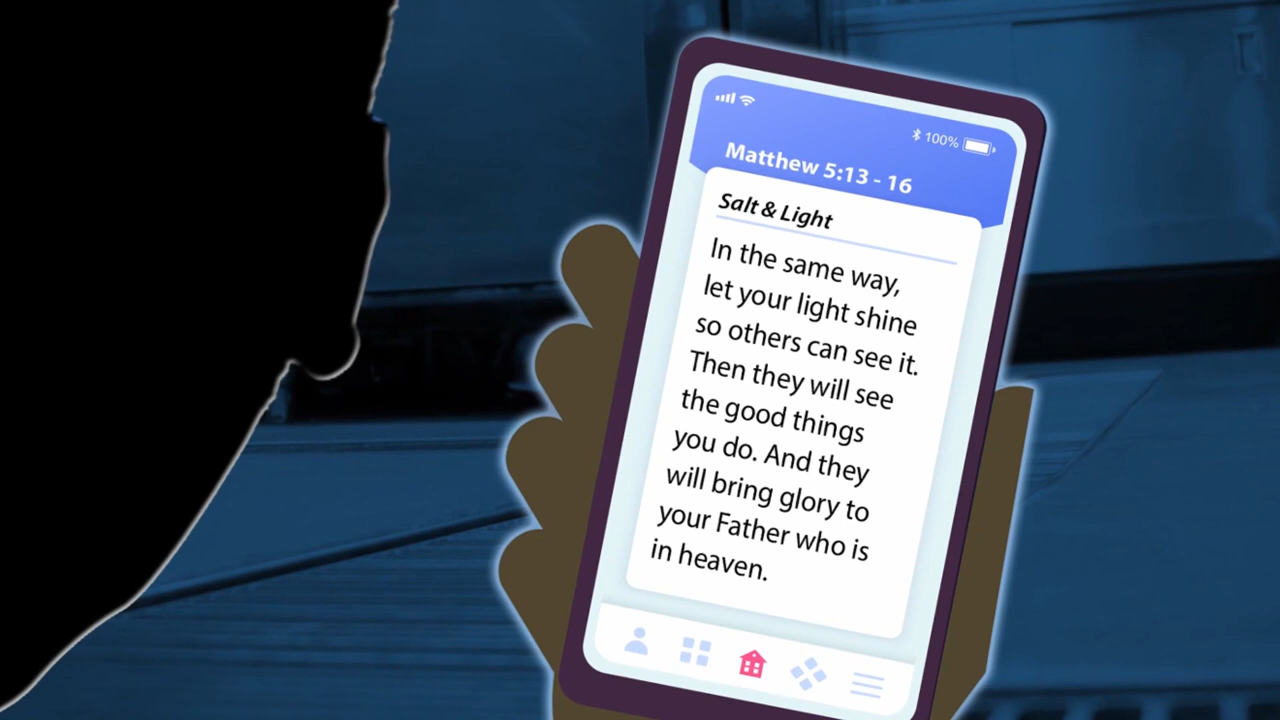 100%
Matthew 5:13 - 16
Salt & Light
In the same way,
let your light shine
so others can see it.
Then they will see
the good things
you do. And they
will bring glory to
your Father who is
in heaven.